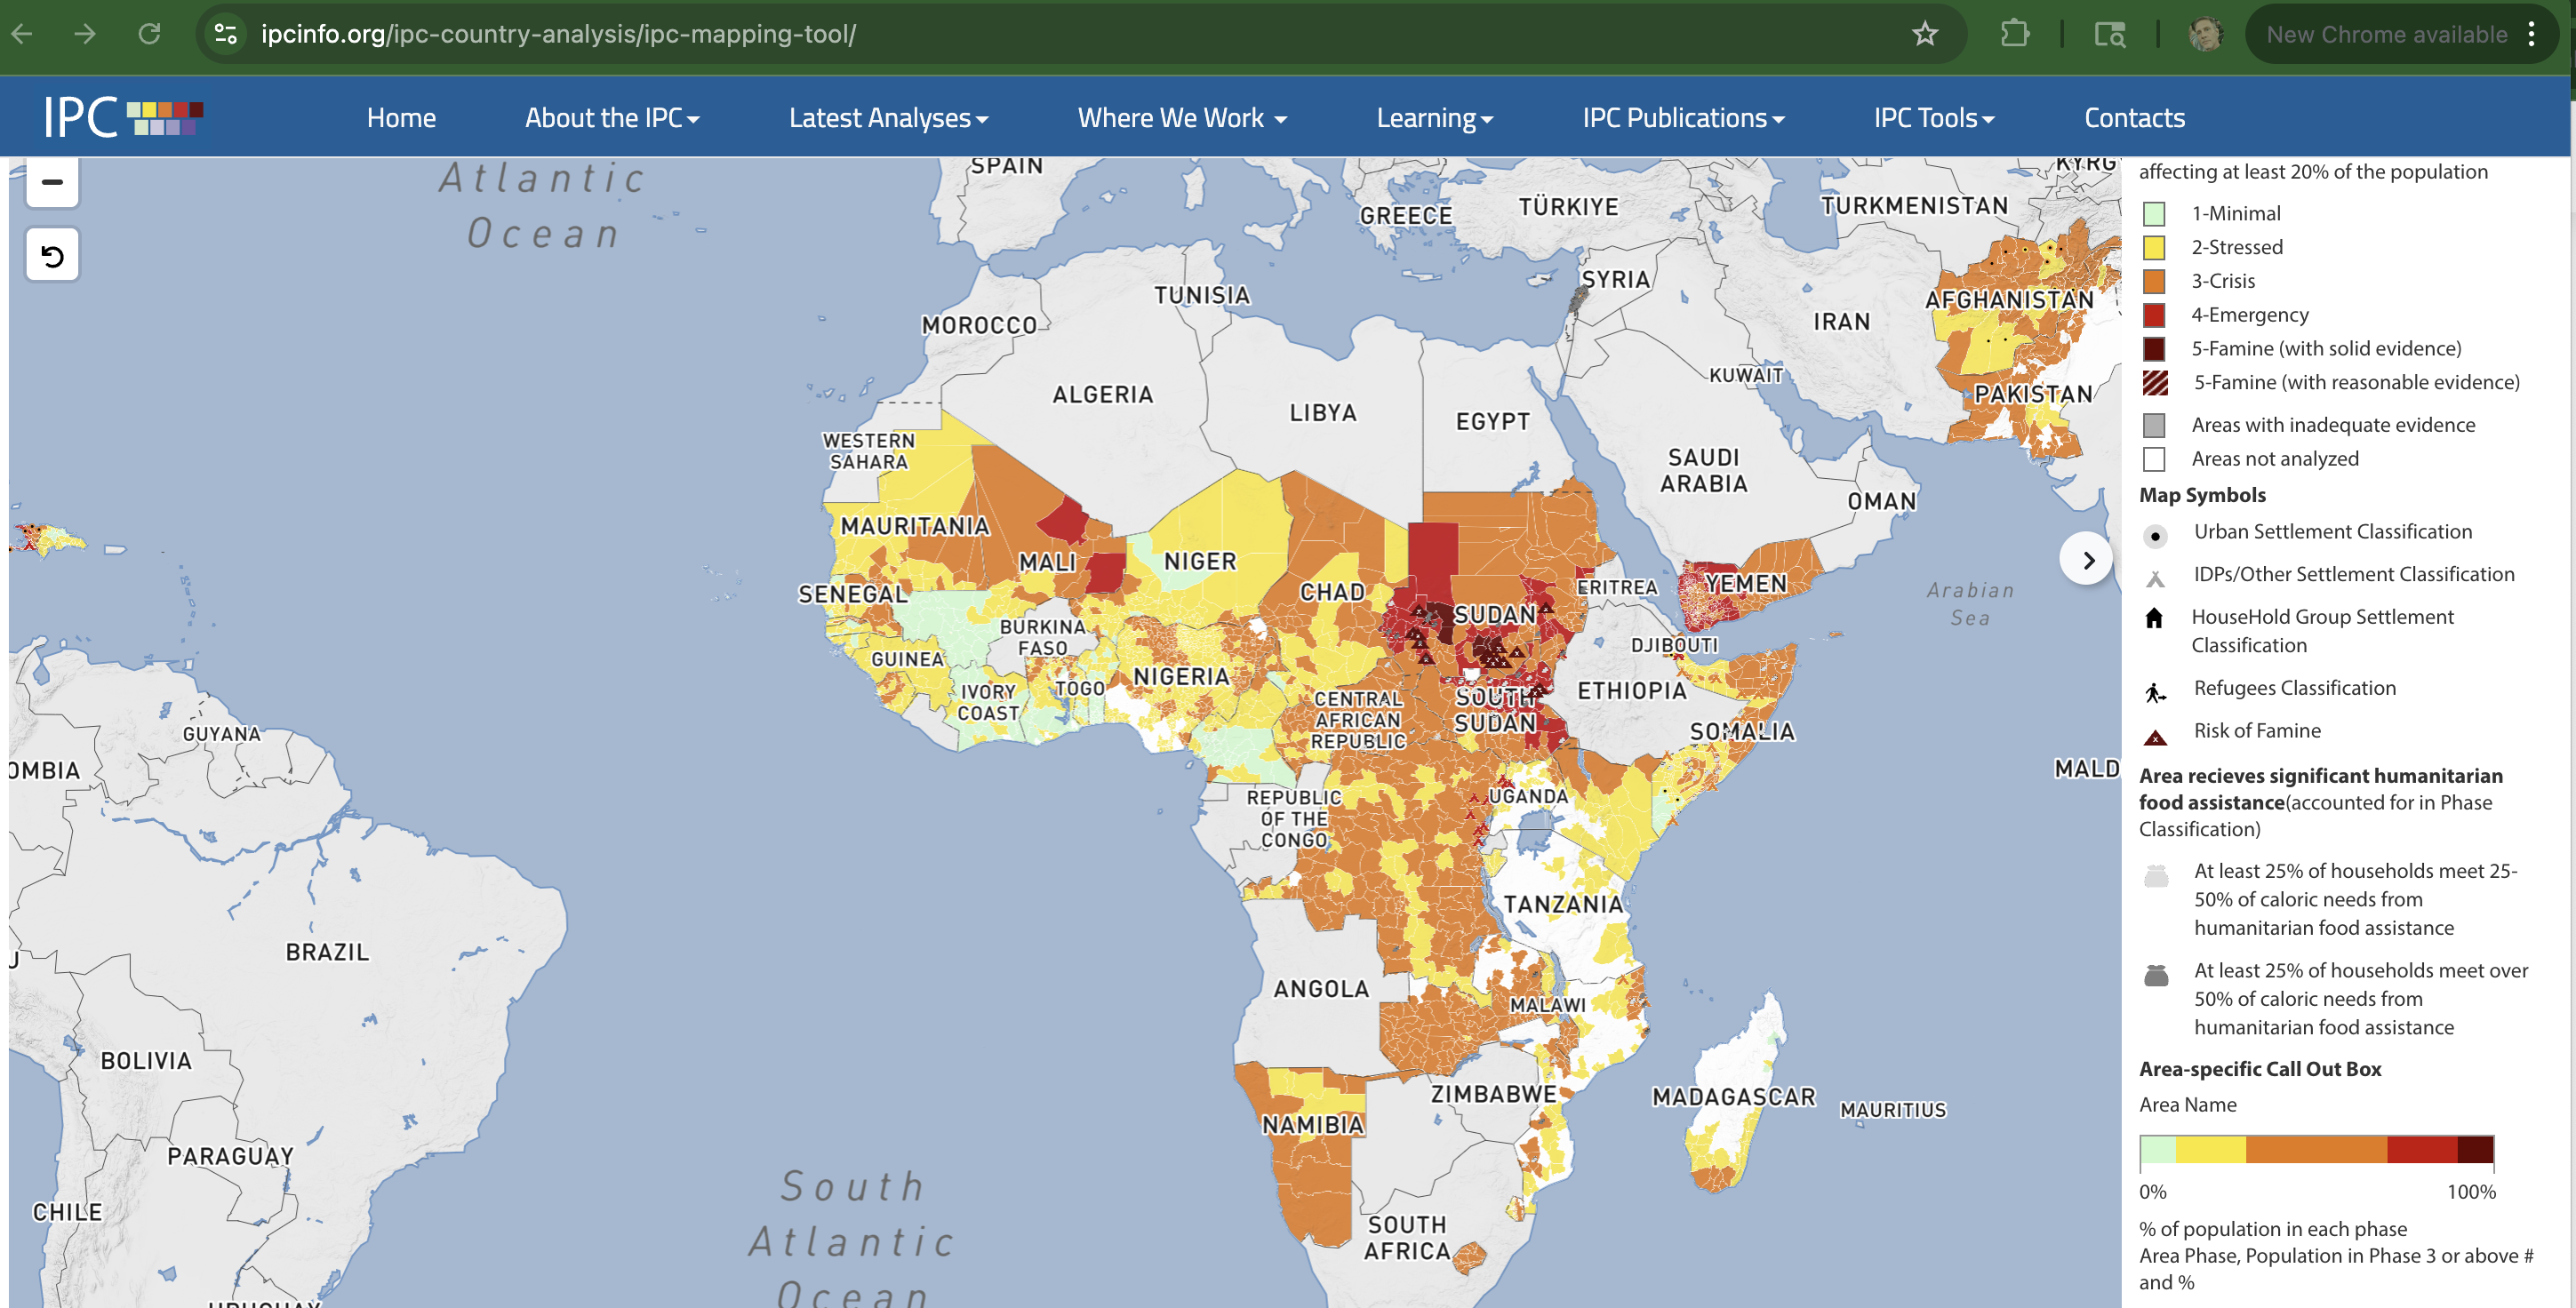 ipcinfo.org/ipc-country-analysis/ipc-mapping-tool/
New Chrome available
IPC
Home
About the IPC
Latest Analyses
Where We Work
Learning
IPC Publications
IPC Tools
Contacts
Atlantic
Ocean
SPAIN
GREECE
TÜRKIYE
TURKMENISTAN
KYRG
SYRIA
TUNISIA
MOROCCO
AFGHANISTAN
IRAN
ALGERIA
LIBYA
EGYPT
KUWAIT
PAKISTAN
WESTERN
SAHARA
SAUDI
ARABIA
OMAN
MAURITANIA
MALI
NIGER
CHAD
SUDAN
ERITREA
YEMEN
Arabian
Sea
SENEGAL
BURKINA
FASO
DJIBOUTI
GUINEA
NIGERIA
IVORY
COAST
TOGO
CENTRAL
AFRICAN
REPUBLIC
SOUTH
SUDAN
ETHIOPIA
SOMALIA
GUYANA
OMBIA
MALD
REPUBLIC
OF THE
CONGO
UGANDA
TANZANIA
U
BRAZIL
ANGOLA
MALAWI
BOLIVIA
ZIMBABWE
MADAGASCAR
MAURITIUS
NAMIBIA
PARAGUAY
CHILE
South
Atlantic
Ocean
SOUTH
AFRICA
URUGUAY
affecting at least 20% of the population
1-Minimal
2-Stressed
3-Crisis
4-Emergency
5-Famine (with solid evidence)
5-Famine (with reasonable evidence)
Areas with inadequate evidence
Areas not analyzed
Map Symbols
Urban Settlement Classification
IDPs/Other Settlement Classification
HouseHold Group Settlement
Classification
Refugees Classification
Risk of Famine
Area recieves significant humanitarian
food assistance(accounted for in Phase
Classification)
At least 25% of households meet 25-
50% of caloric needs from
humanitarian food assistance
At least 25% of households meet over
50% of caloric needs from
humanitarian food assistance
Area-specific Call Out Box
Area Name
0% 100%
% of population in each phase
Area Phase, Population in Phase 3 or above #
and %